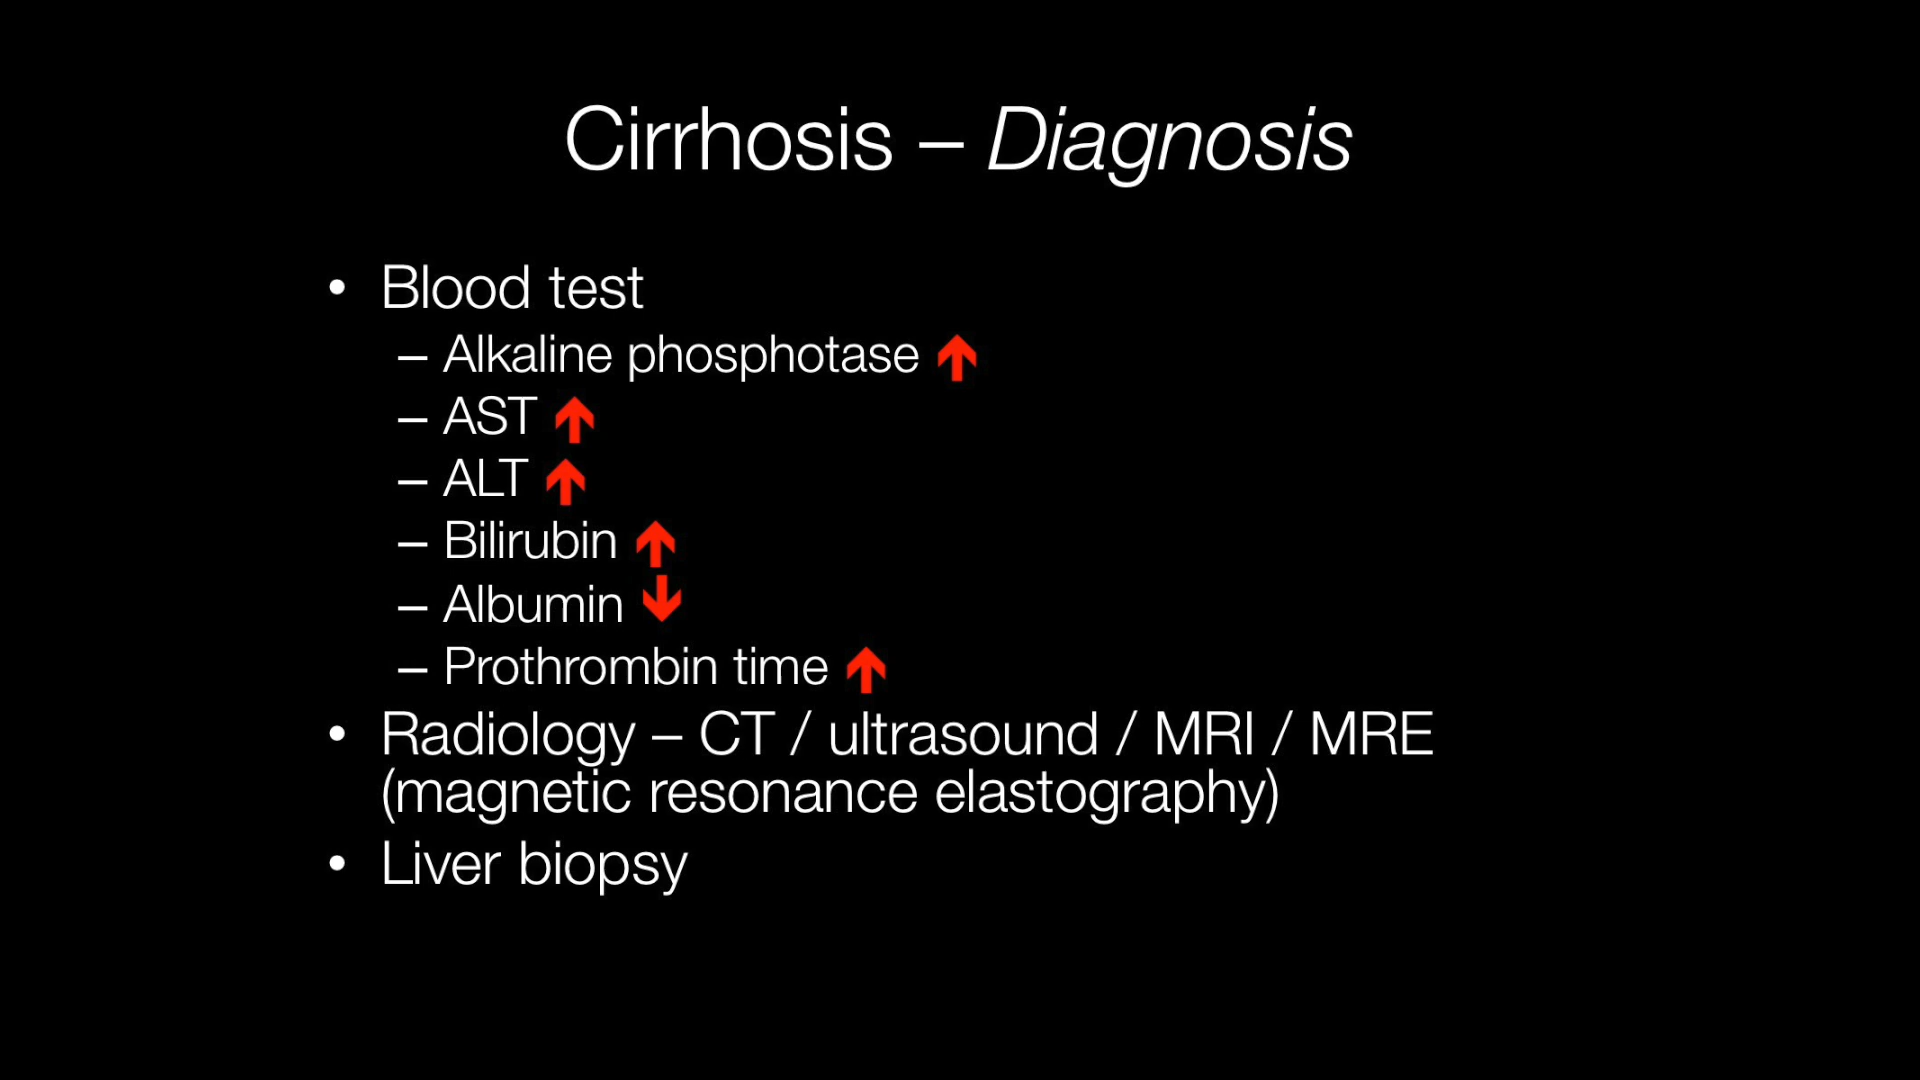 Cirrhosis – Diagnosis
• Blood test
– Alkaline phosphotase ↑
– AST ↑
– ALT ↑
– Bilirubin ↑
– Albumin ↓
– Prothrombin time ↑
• Radiology – CT / ultrasound / MRI / MRE
(magnetic resonance elastography)
• Liver biopsy